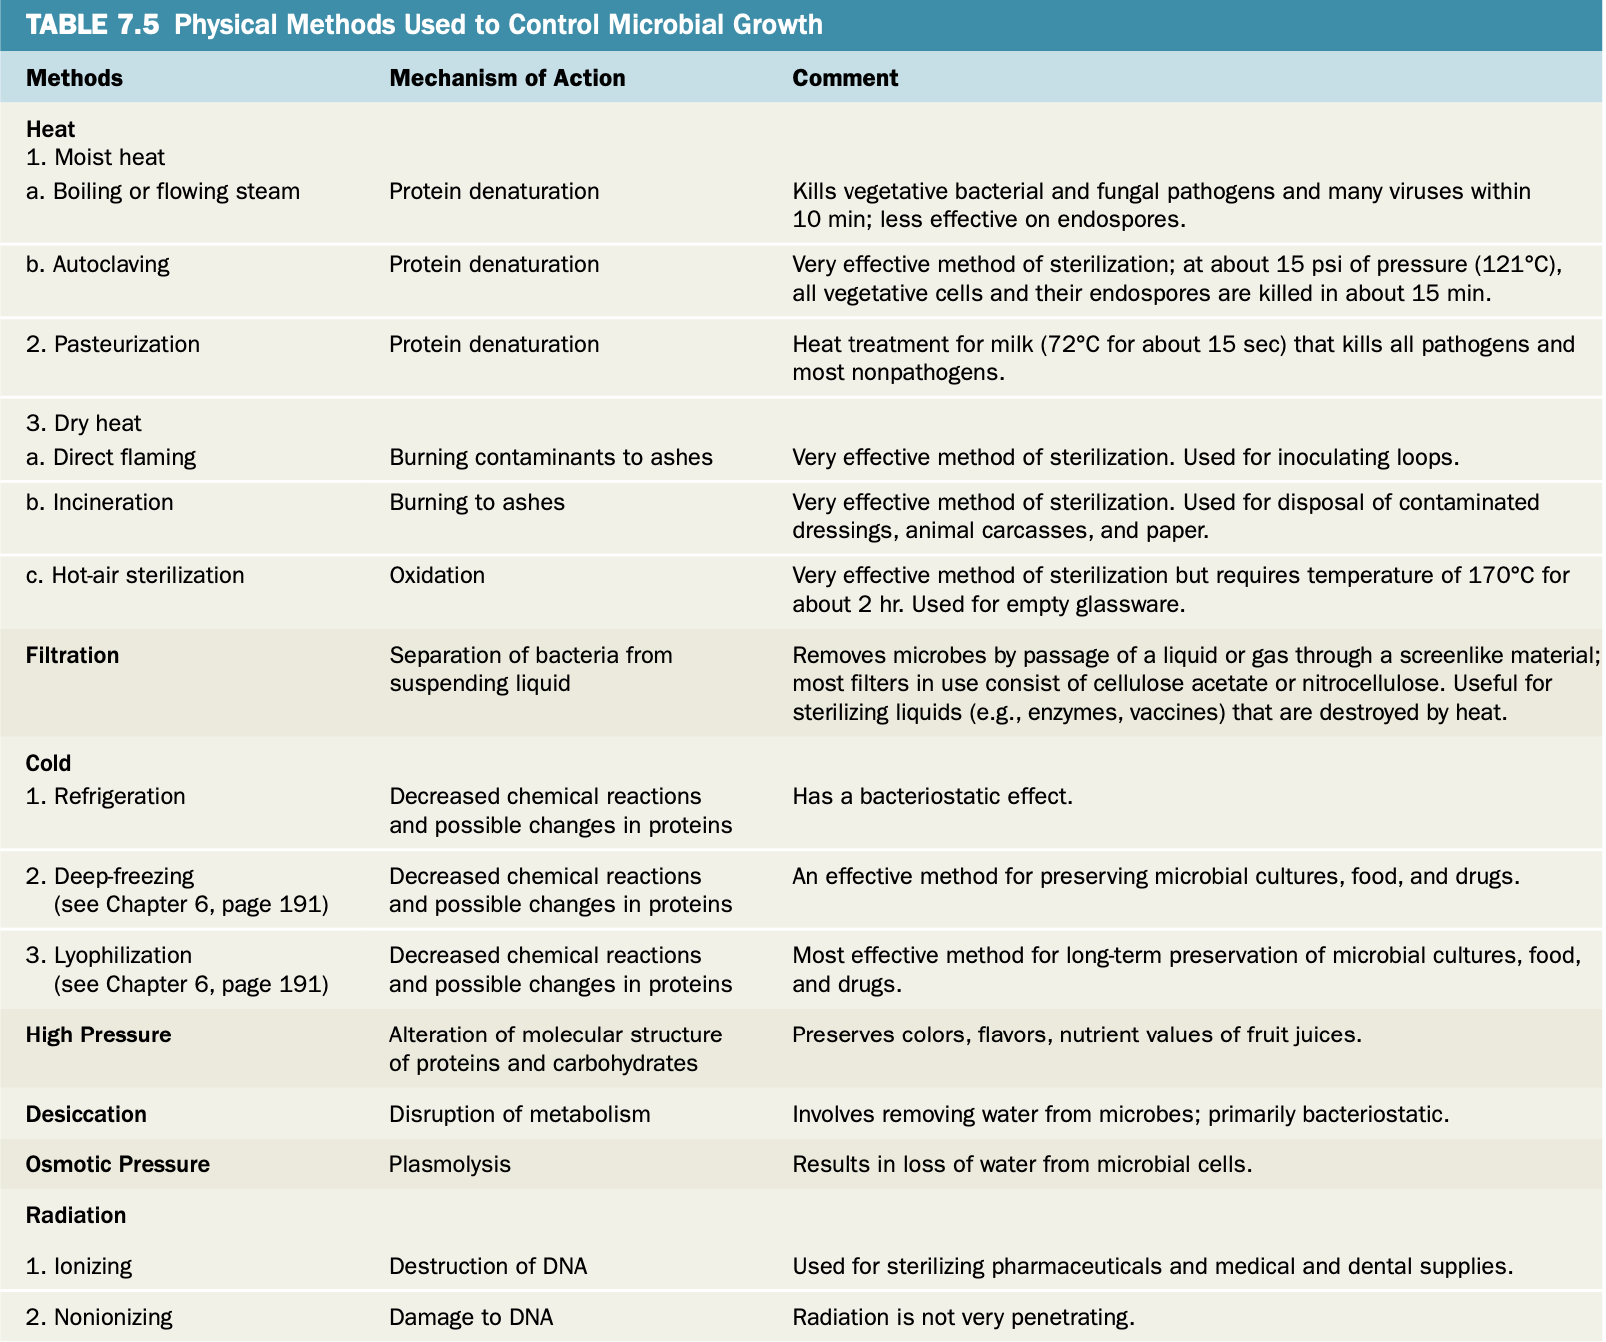 TABLE 7.5 Physical Methods Used to Control Microbial Growth
Methods Mechanism of Action Comment
Heat
1. Moist heat
a. Boiling or flowing steam Protein denaturation Kills vegetative bacterial and fungal pathogens and many viruses within
10 min; less effective on endospores.
b. Autoclaving Protein denaturation Very effective method of sterilization; at about 15 psi of pressure (121°C),
all vegetative cells and their endospores are killed in about 15 min.
2. Pasteurization Protein denaturation Heat treatment for milk (72°C for about 15 sec) that kills all pathogens and
most nonpathogens.
3. Dry heat
a. Direct flaming Burning contaminants to ashes Very effective method of sterilization. Used for inoculating loops.
b. Incineration Burning to ashes Very effective method of sterilization. Used for disposal of contaminated
dressings, animal carcasses, and paper.
c. Hot-air sterilization Oxidation Very effective method of sterilization but requires temperature of 170°C for
about 2 hr. Used for empty glassware.
Filtration Separation of bacteria from Removes microbes by passage of a liquid or gas through a screenlike material;
suspending liquid most filters in use consist of cellulose acetate or nitrocellulose. Useful for
sterilizing liquids (e.g., enzymes, vaccines) that are destroyed by heat.
Cold
1. Refrigeration Decreased chemical reactions Has a bacteriostatic effect.
and possible changes in proteins
2. Deep-freezing Decreased chemical reactions An effective method for preserving microbial cultures, food, and drugs.
(see Chapter 6, page 191) and possible changes in proteins
3. Lyophilization Decreased chemical reactions Most effective method for long-term preservation of microbial cultures, food,
(see Chapter 6, page 191) and possible changes in proteins and drugs.
High Pressure Alteration of molecular structure Preserves colors, flavors, nutrient values of fruit juices.
of proteins and carbohydrates
Desiccation Disruption of metabolism Involves removing water from microbes; primarily bacteriostatic.
Osmotic Pressure Plasmolysis Results in loss of water from microbial cells.
Radiation
1. Ionizing Destruction of DNA Used for sterilizing pharmaceuticals and medical and dental supplies.
2. Nonionizing Damage to DNA Radiation is not very penetrating.